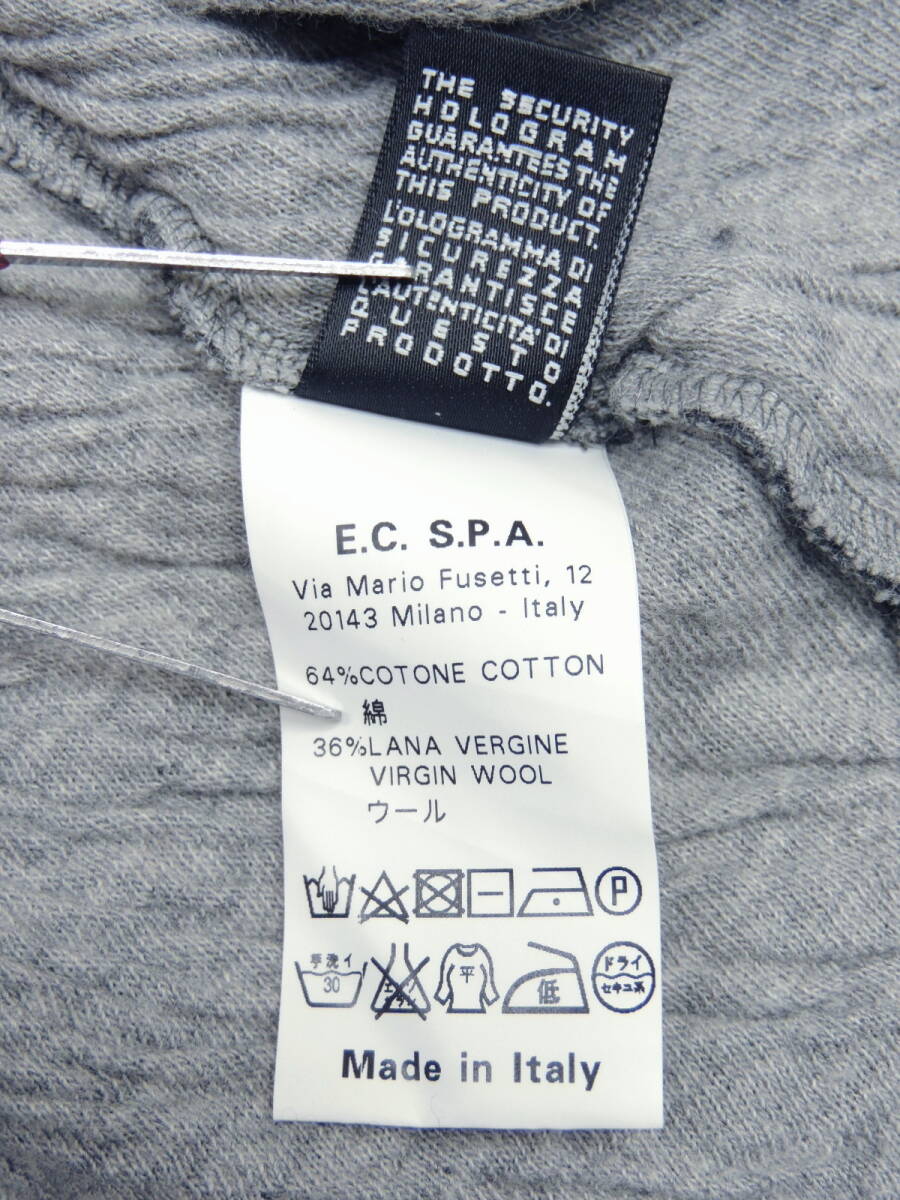 THE SECURITY
HOLOGRAM
GUARANTEES THE
AUTHENTICITY OF
THIS PRODUCT.
L'OLOGRAMMA DI
SICUREZZA
GARANTISCE
L'AUTENTICITA' DI
QUESTO
PRODOTTO.
E.C. S.P.A.
Via Mario Fusetti, 12
20143 Milano - Italy
64%COTONE COTTON
綿
36%LANA VERGINE
VIRGIN WOOL
ウール
P
手洗イ
30
平
低
ドライ
セキユ系
Made in Italy